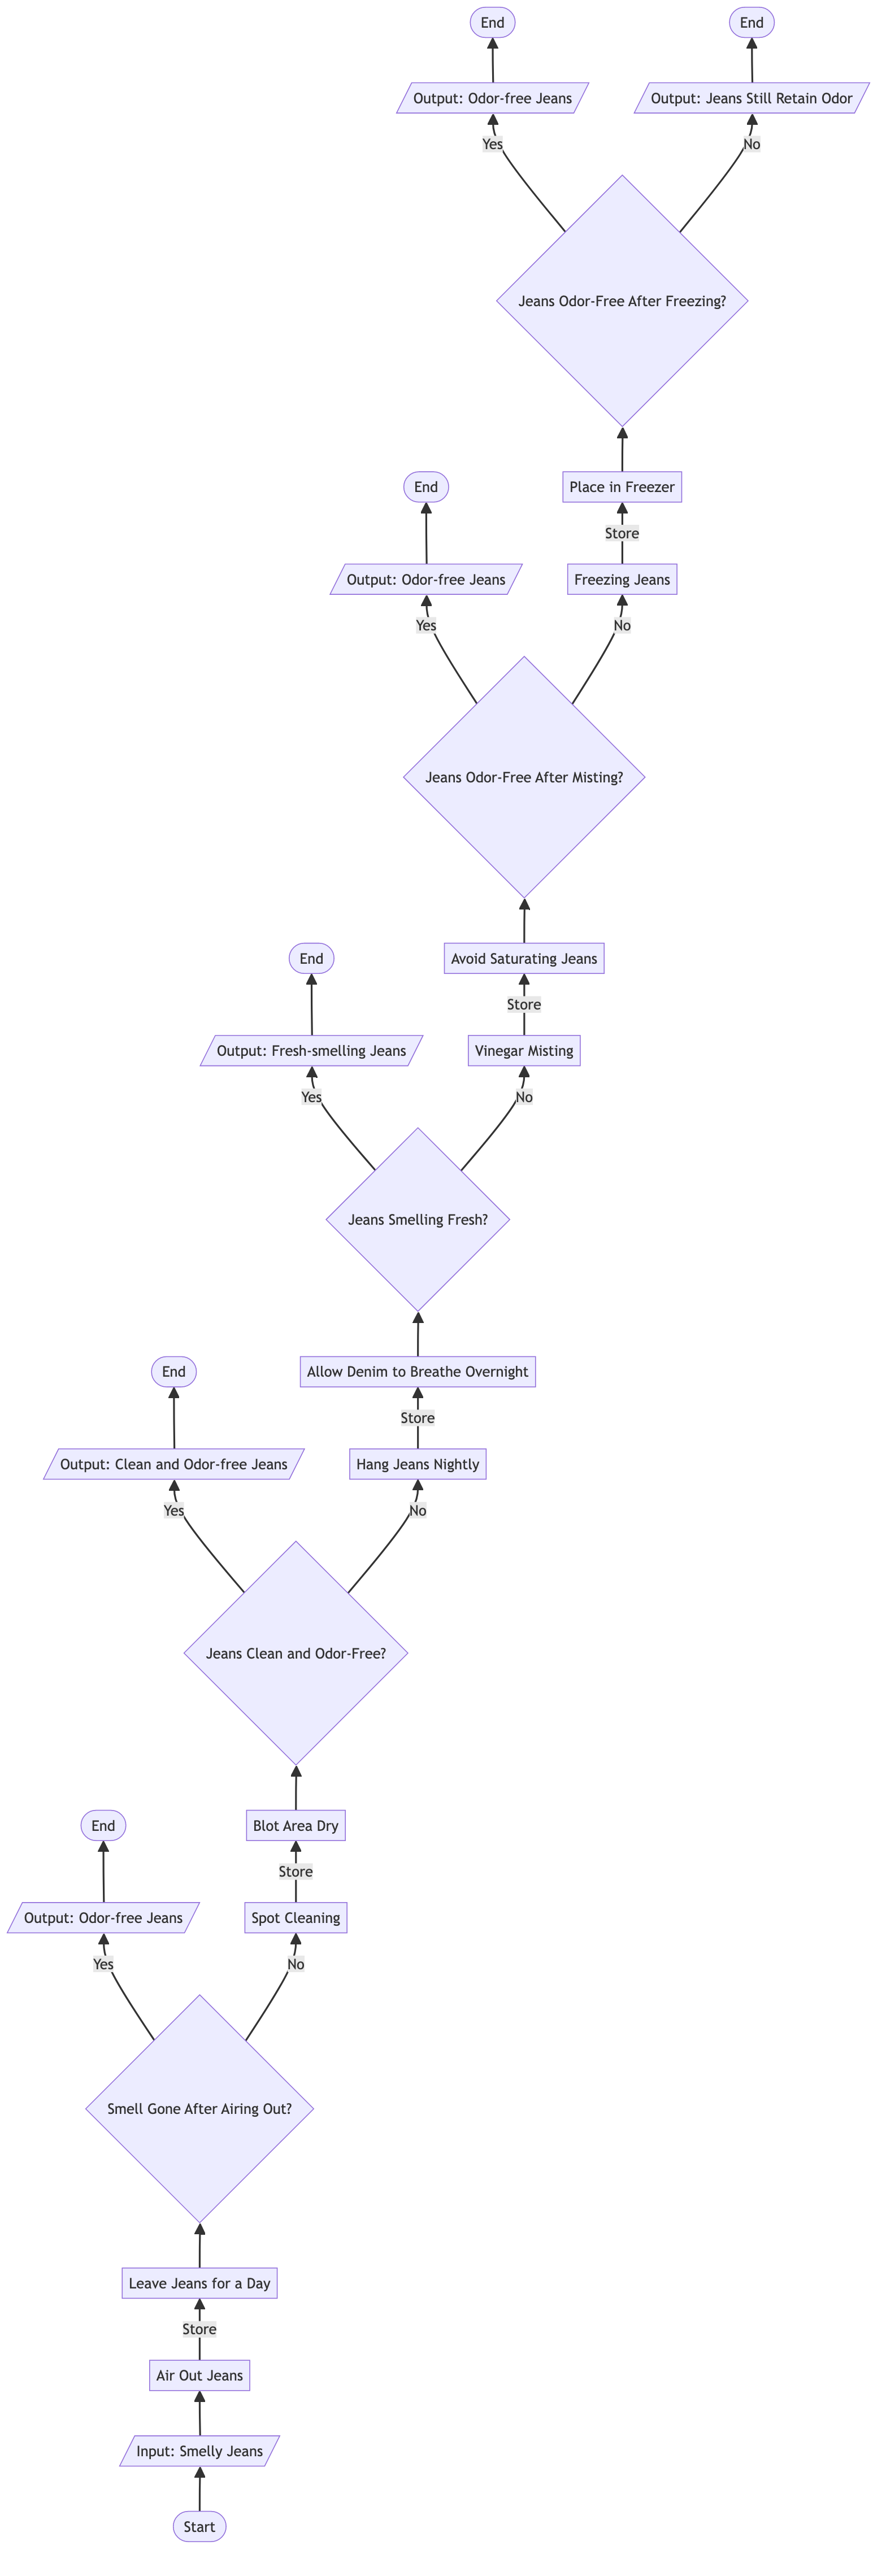 End
End
Output: Odor-free Jeans
Output: Jeans Still Retain Odor
Yes
No
Jeans Odor-Free After Freezing?
End
Place in Freezer
Store
Output: Odor-free Jeans
Freezing Jeans
Yes
No
Jeans Odor-Free After Misting?
End
Avoid Saturating Jeans
Store
Output: Fresh-smelling Jeans
Vinegar Misting
Yes
No
Jeans Smelling Fresh?
End
Allow Denim to Breathe Overnight
Store
Output: Clean and Odor-free Jeans
Hang Jeans Nightly
Yes
No
Jeans Clean and Odor-Free?
End
Blot Area Dry
Store
Output: Odor-free Jeans
Spot Cleaning
Yes
No
Smell Gone After Airing Out?
Leave Jeans for a Day
Store
Air Out Jeans
Input: Smelly Jeans
Start